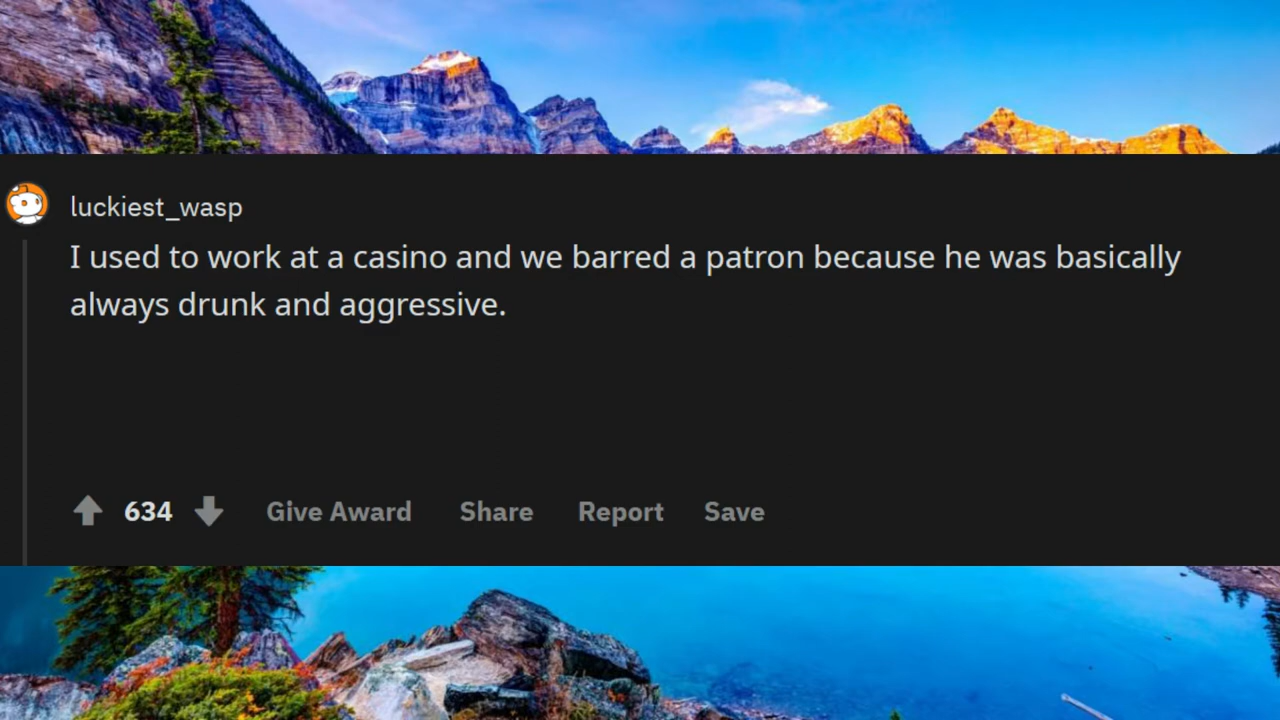 luckiest_wasp
I used to work at a casino and we barred a patron because he was basically
always drunk and aggressive.
634 Give Award Share Report Save